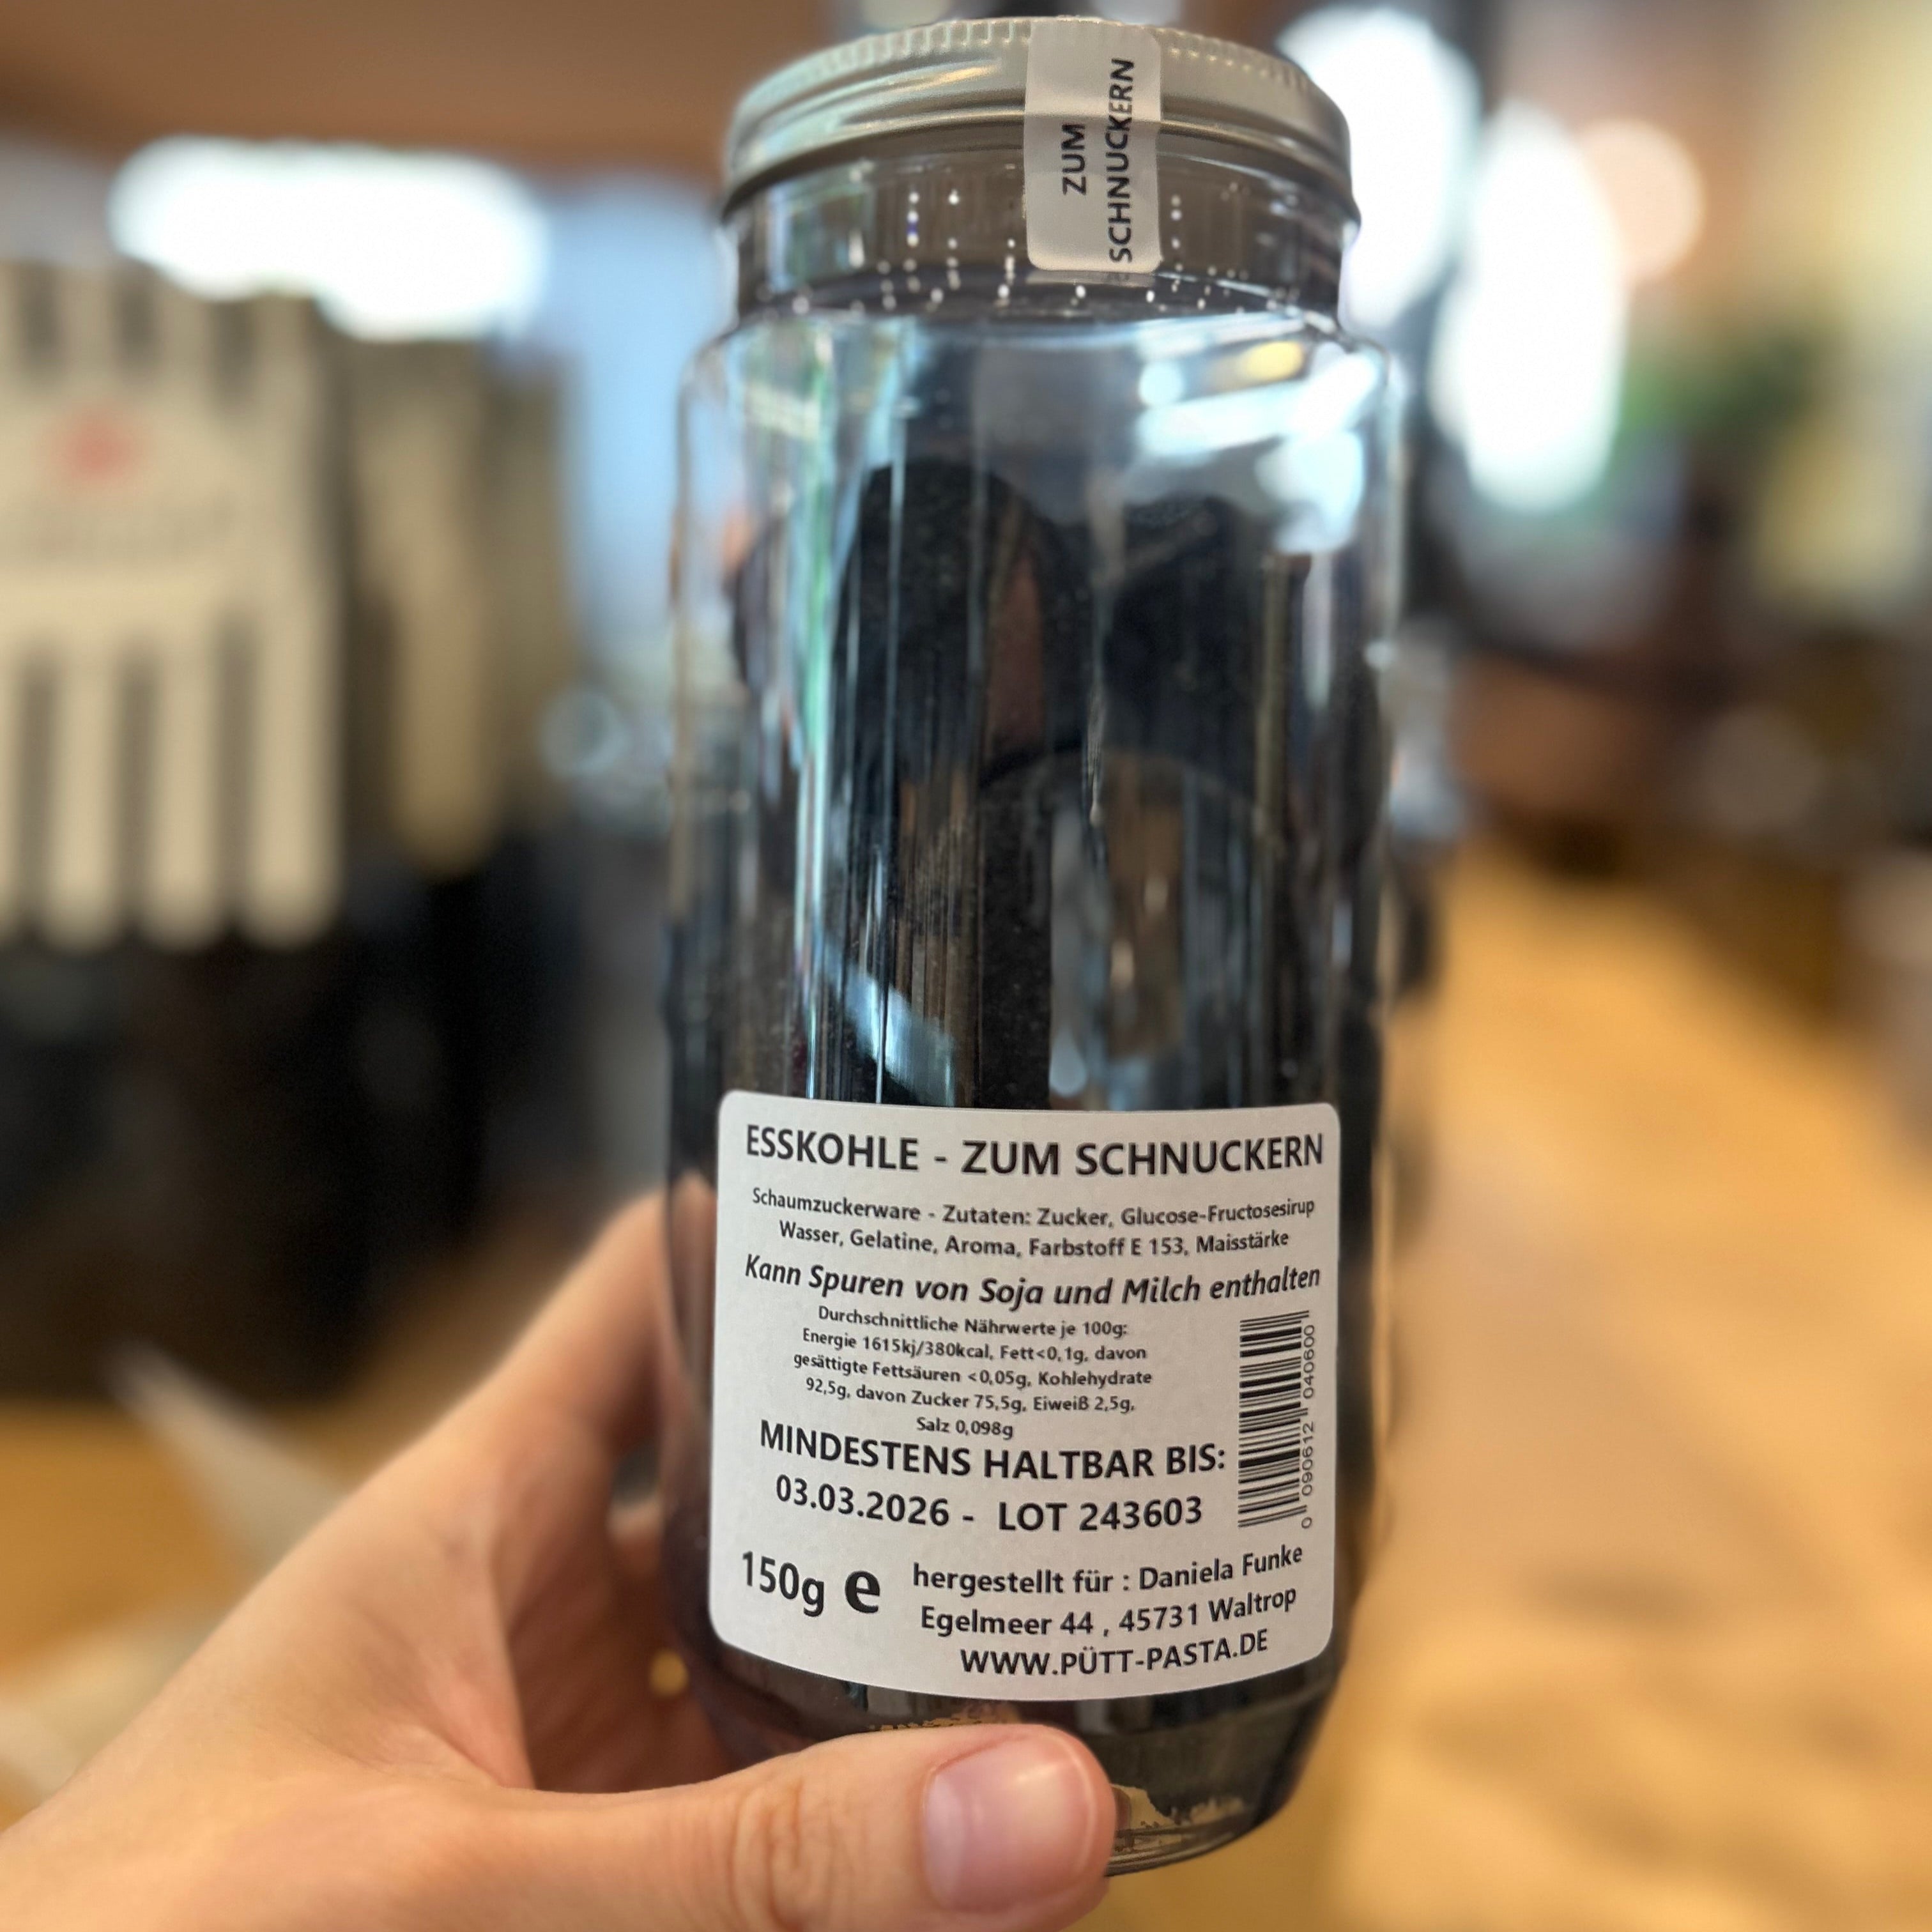 ZUM
SCHNUCKERN
ESSKOHLE - ZUM SCHNUCKERN
Schaumzuckerware - Zutaten: Zucker, Glucose-Fructosesirup
Wasser, Gelatine, Aroma, Farbstoff E 153, Maisstärke
Kann Spuren von Soja und Milch enthalten
Durchschnittliche Nährwerte je 100g:
Energie 1615kj/380kcal, Fett<0,1g, davon
gesättigte Fettsäuren <0,05g, Kohlehydrate
92,5g, davon Zucker 75,5g, Eiweiß 2,5g,
Salz 0,098g
MINDESTENS HALTBAR BIS:
03.03.2026 - LOT 243603
0 090612 040600
150g e
hergestellt für : Daniela Funke
Egelmeer 44 , 45731 Waltrop
WWW.PÜTT-PASTA.DE